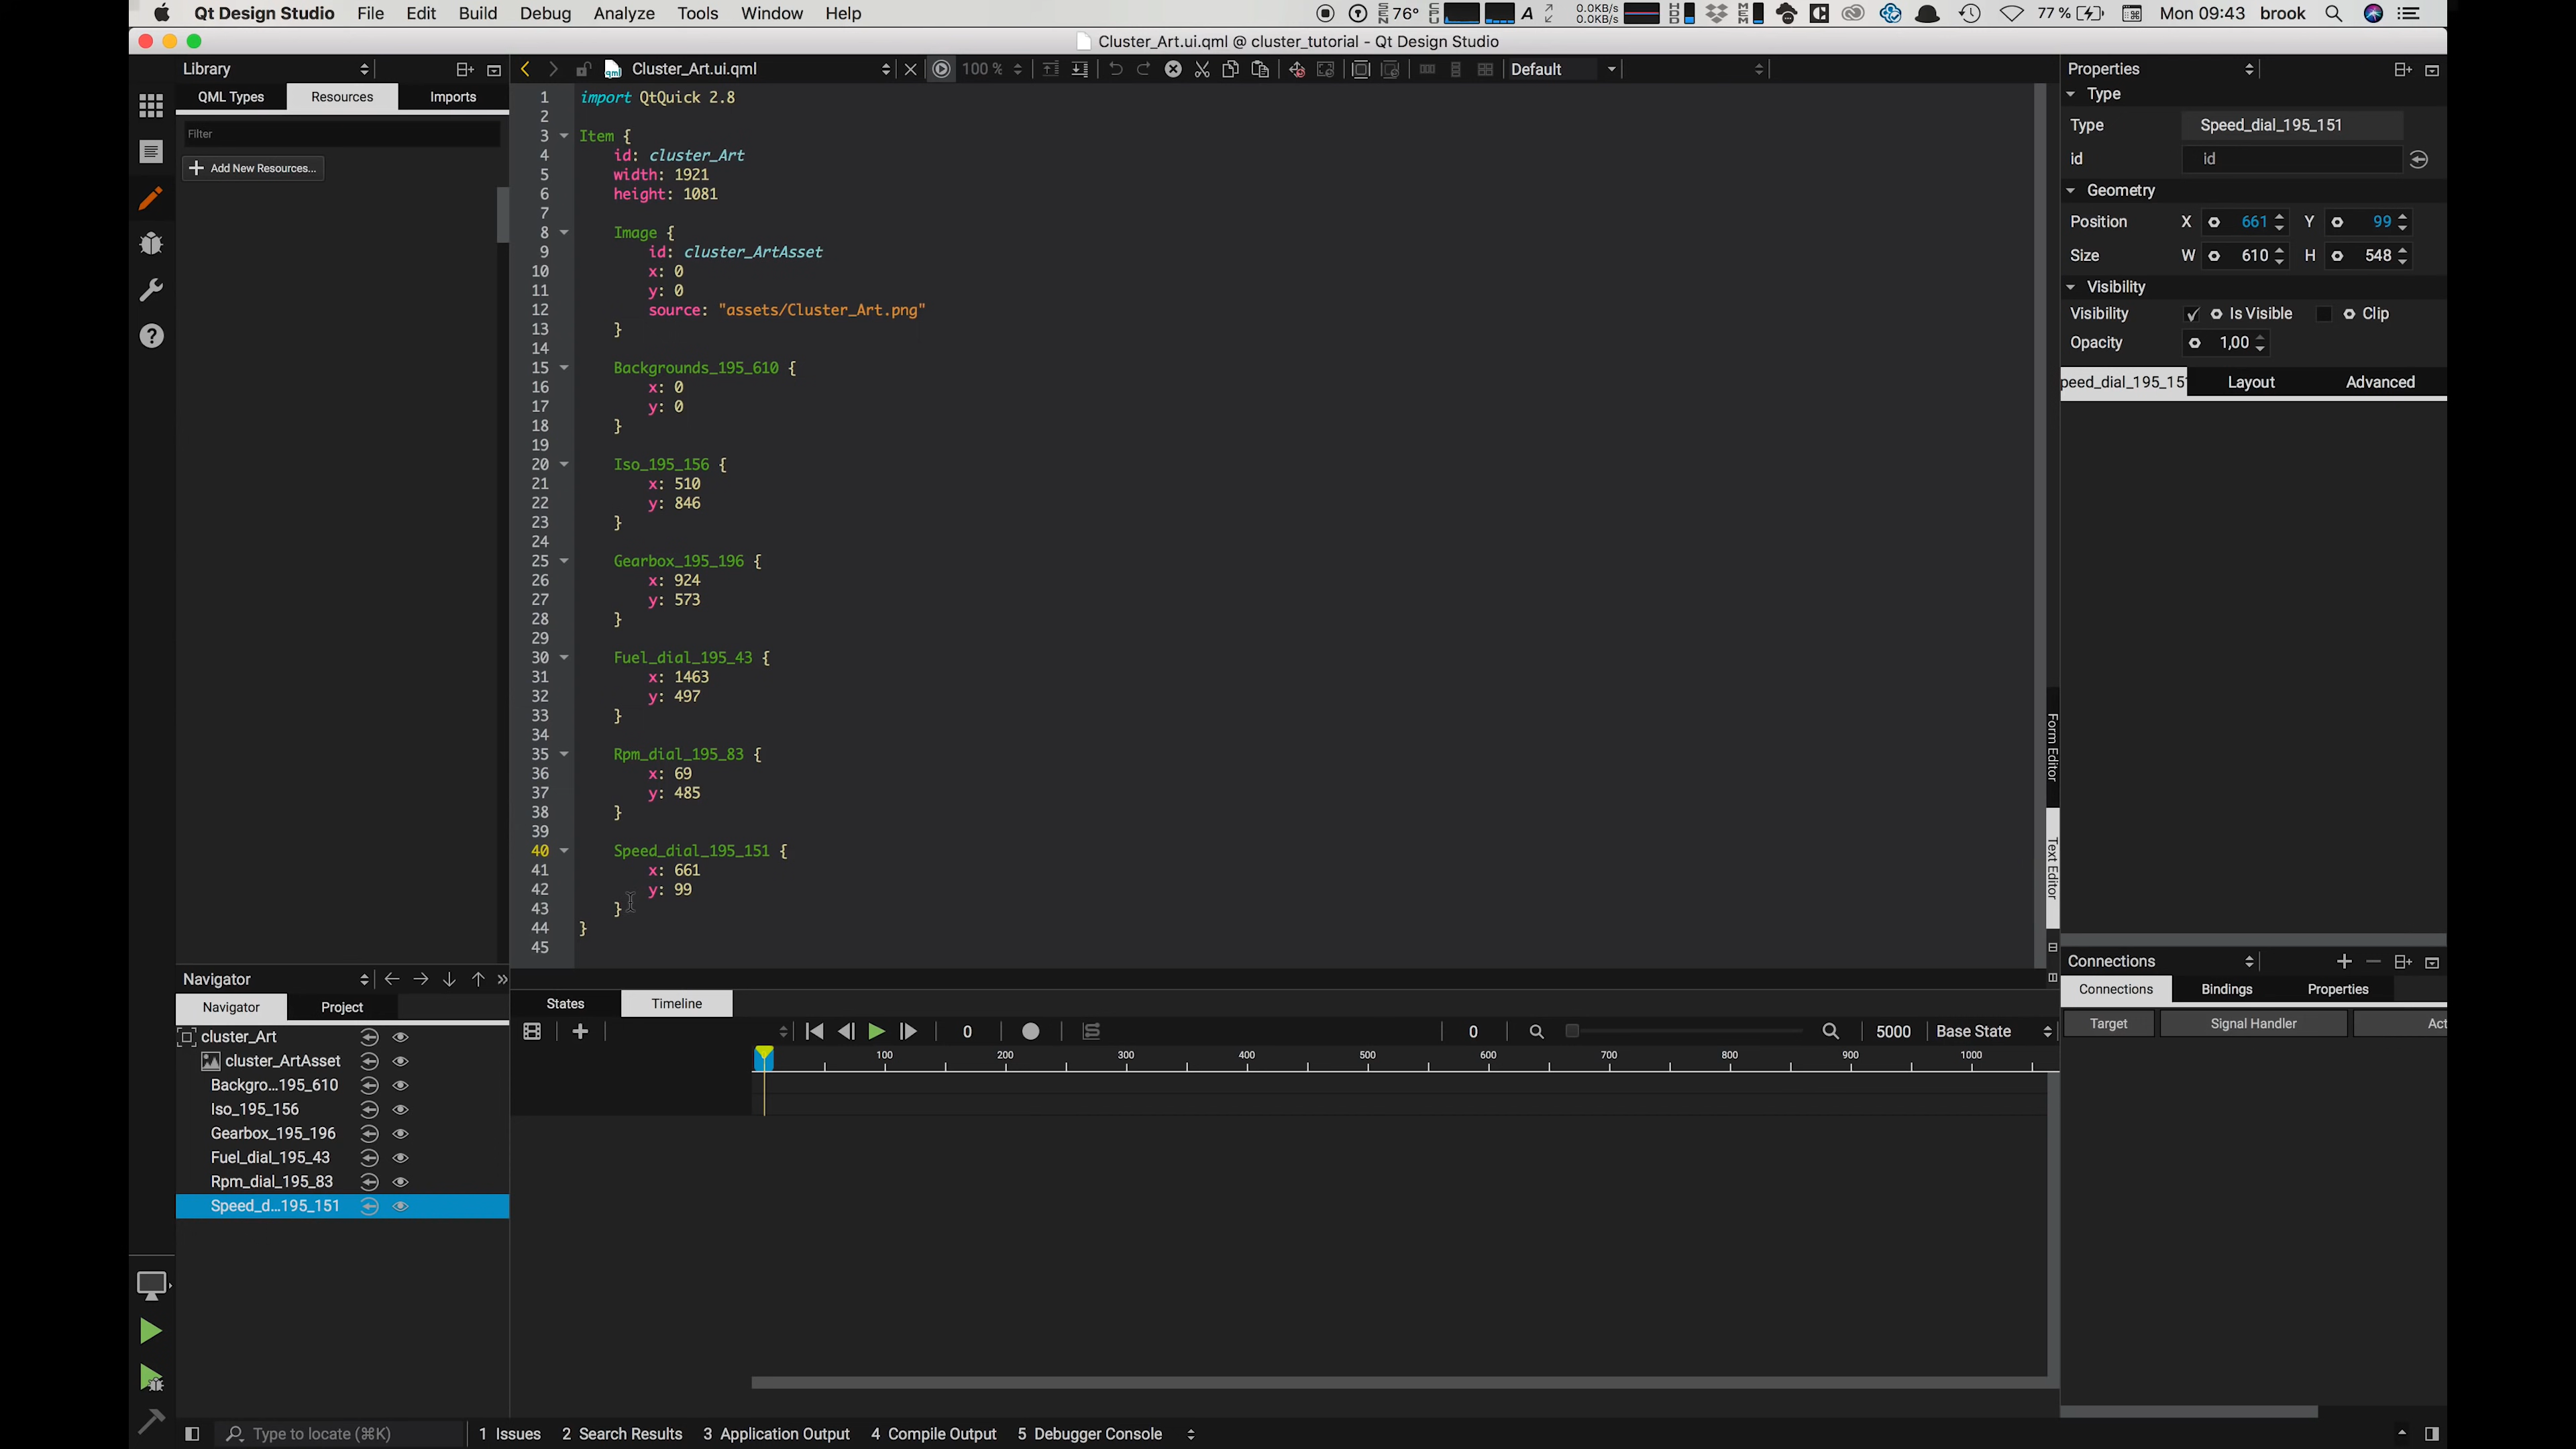 Qt Design Studio File Edit Build Debug Analyze Tools Window Help
SEN 76° CPU A 0.0KB/s 0.0KB/s HDD MEM 77 % Mon 09:43 brook
Cluster_Art.ui.qml @ cluster_tutorial - Qt Design Studio
Library
QML Types Resources Imports
Filter
Add New Resources...
Cluster_Art.ui.qml 100 % Default
1 import QtQuick 2.8
2
3 Item {
4 id: cluster_Art
5 width: 1921
6 height: 1081
7
8 Image {
9 id: cluster_ArtAsset
10 x: 0
11 y: 0
12 source: "assets/Cluster_Art.png"
13 }
14
15 Backgrounds_195_610 {
16 x: 0
17 y: 0
18 }
19
20 Iso_195_156 {
21 x: 510
22 y: 846
23 }
24
25 Gearbox_195_196 {
26 x: 924
27 y: 573
28 }
29
30 Fuel_dial_195_43 {
31 x: 1463
32 y: 497
33 }
34
35 Rpm_dial_195_83 {
36 x: 69
37 y: 485
38 }
39
40 Speed_dial_195_151 {
41 x: 661
42 y: 99
43 }
44 }
45
Form Editor
Text Editor
Properties
Type
Type Speed_dial_195_151
id id
Geometry
Position X 661 Y 99
Size W 610 H 548
Visibility
Visibility Is Visible Clip
Opacity 1,00
peed_dial_195_15 Layout Advanced
Navigator
Navigator Project
cluster_Art
cluster_ArtAsset
Backgro...195_610
Iso_195_156
Gearbox_195_196
Fuel_dial_195_43
Rpm_dial_195_83
Speed_d...195_151
States Timeline
0 0 5000 Base State
100 200 300 400 500 600 700 800 900 1000
Connections
Connections Bindings Properties
Target Signal Handler Act
Type to locate (⌘K) 1 Issues 2 Search Results 3 Application Output 4 Compile Output 5 Debugger Console